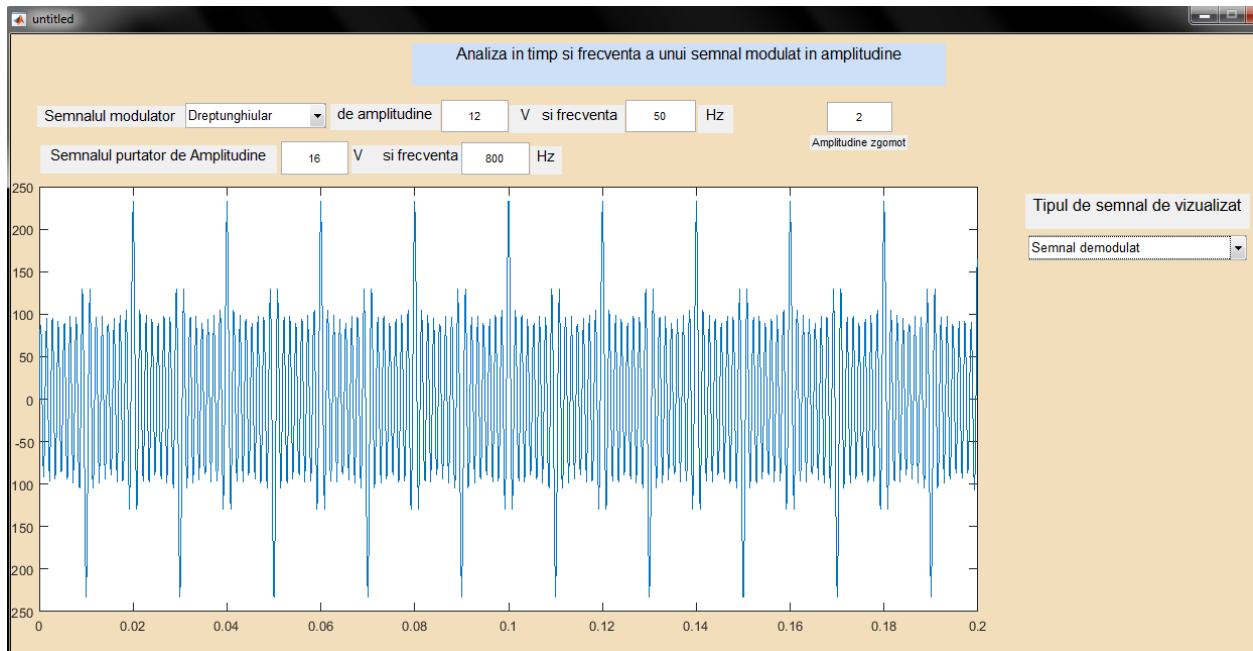 untitled
Analiza in timp si frecventa a unui semnal modulat in amplitudine
Semnalul modulator Dreptunghiular de amplitudine 12 V si frecventa 50 Hz 2
Amplitudine zgomot
Semnalul purtator de Amplitudine 16 V si frecventa 800 Hz
Tipul de semnal de vizualizat
Semnal demodulat
250
200
150
100
50
0
-50
100
150
200
250
0 0.02 0.04 0.06 0.08 0.1 0.12 0.14 0.16 0.18 0.2